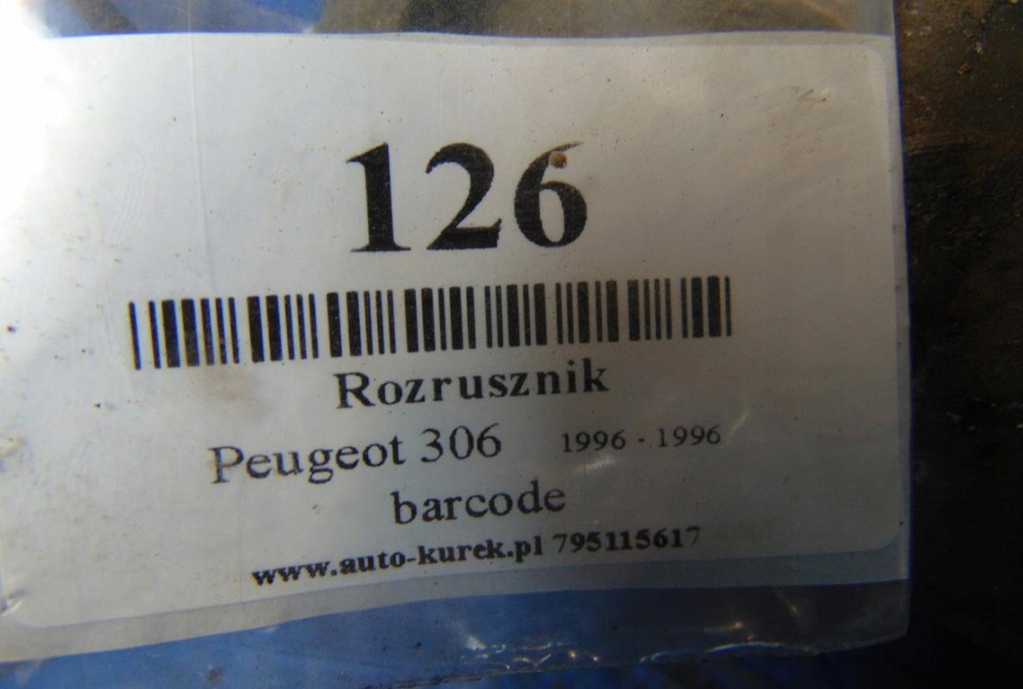 126
Rozrusznik
Peugeot 306 1996 - 1996
barcode
www.auto-kurek.pl 795115617